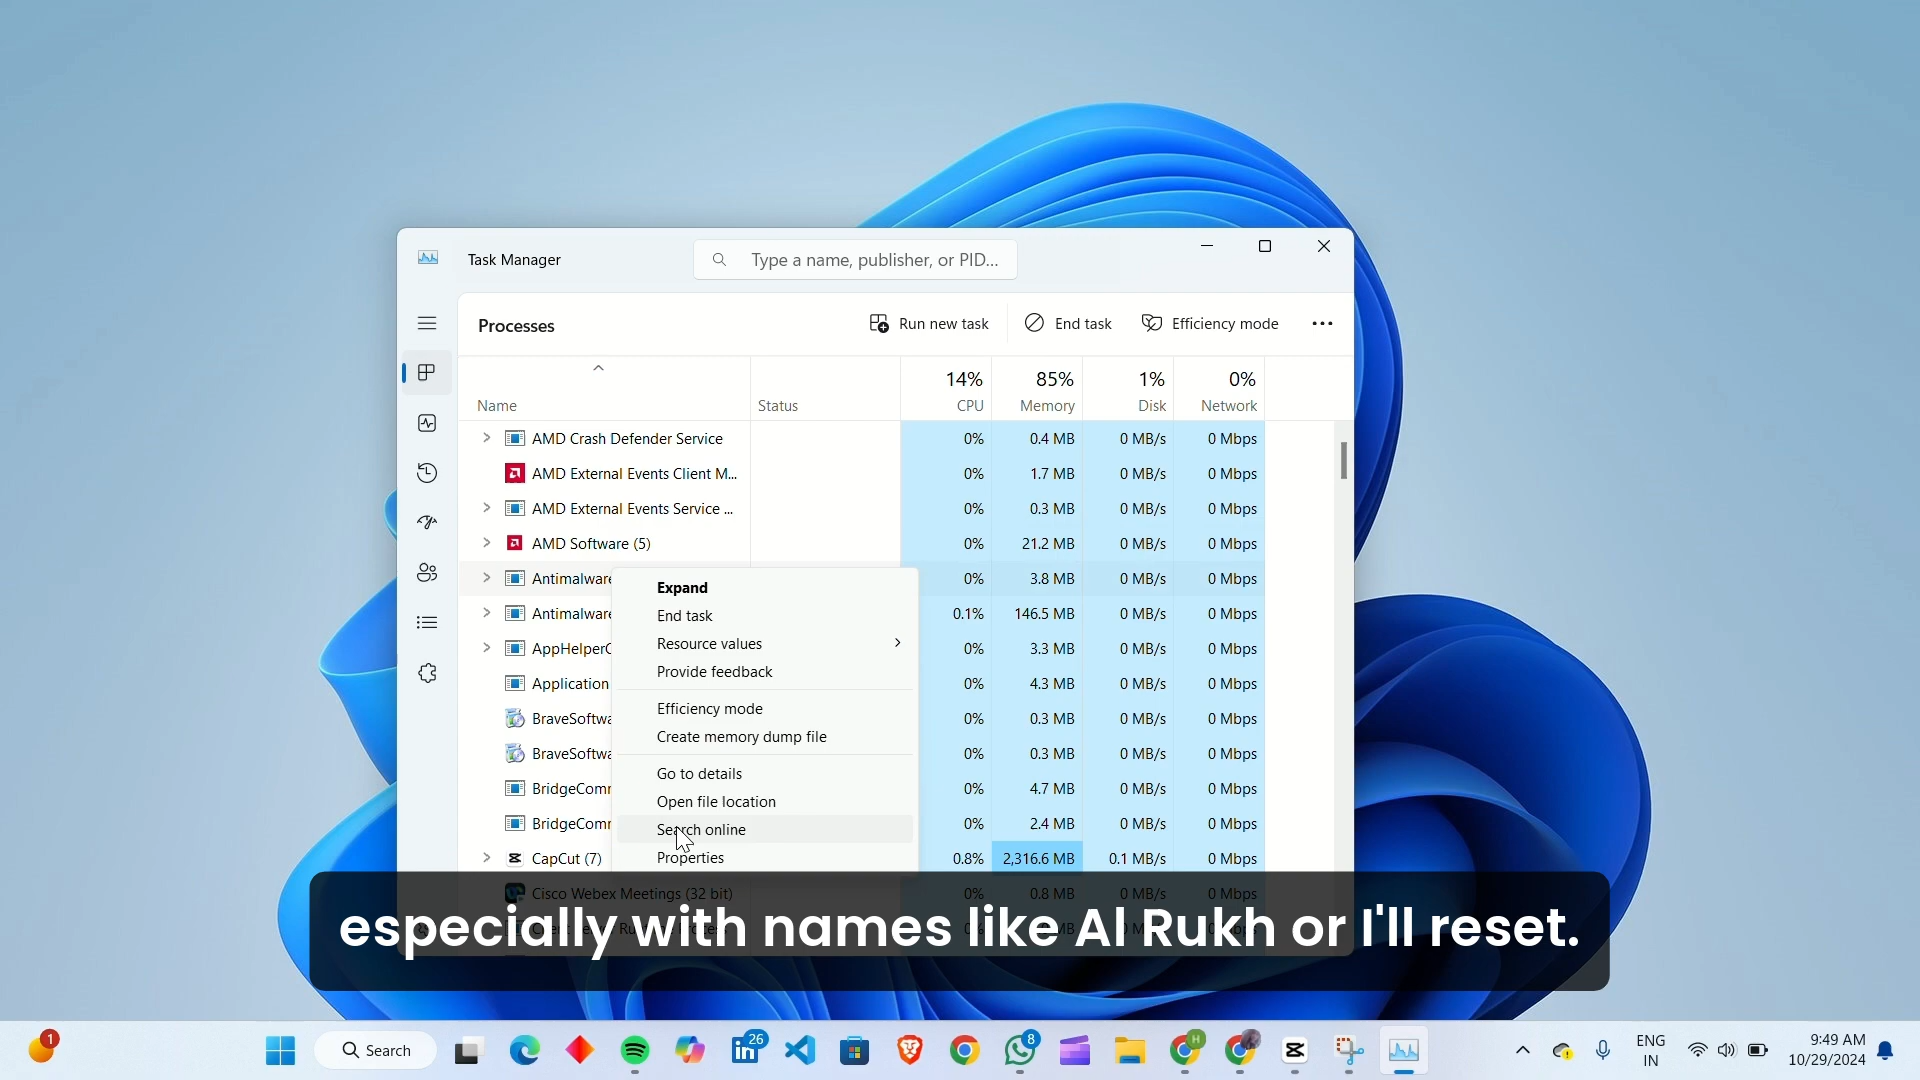 Task Manager
Type a name, publisher, or PID...
Processes
Run new task
End task
Efficiency mode
14% 85% 1% 0%
Name Status CPU Memory Disk Network
AMD Crash Defender Service 0% 0.4 MB 0 MB/s 0 Mbps
AMD External Events Client M... 0% 1.7 MB 0 MB/s 0 Mbps
AMD External Events Service ... 0% 0.3 MB 0 MB/s 0 Mbps
AMD Software (5) 0% 21.2 MB 0 MB/s 0 Mbps
Antimalware 0% 3.8 MB 0 MB/s 0 Mbps
Antimalware 0.1% 146.5 MB 0 MB/s 0 Mbps
AppHelperC 0% 3.3 MB 0 MB/s 0 Mbps
Application 0% 4.3 MB 0 MB/s 0 Mbps
BraveSoftwa 0% 0.3 MB 0 MB/s 0 Mbps
BraveSoftwa 0% 0.3 MB 0 MB/s 0 Mbps
BridgeComm 0% 4.7 MB 0 MB/s 0 Mbps
BridgeComm 0% 2.4 MB 0 MB/s 0 Mbps
CapCut (7) 0.8% 2,316.6 MB 0.1 MB/s 0 Mbps
Cisco Webex Meetings (32 bit) 0% 0.8 MB 0 MB/s 0 Mbps
Expand
End task
Resource values
Provide feedback
Efficiency mode
Create memory dump file
Go to details
Open file location
Search online
Properties
especially with names like Al Rukh or I'll reset.
1
Search
26
8
H
ENG
IN
9:49 AM
10/29/2024